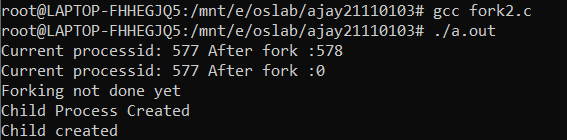 root@LAPTOP-FHHEGJQ5:/mnt/e/oslab/ajay21110103# gcc fork2.c
root@LAPTOP-FHHEGJQ5:/mnt/e/oslab/ajay21110103# ./a.out
Current processid: 577 After fork :578
Current processid: 577 After fork :0
Forking not done yet
Child Process Created
Child created